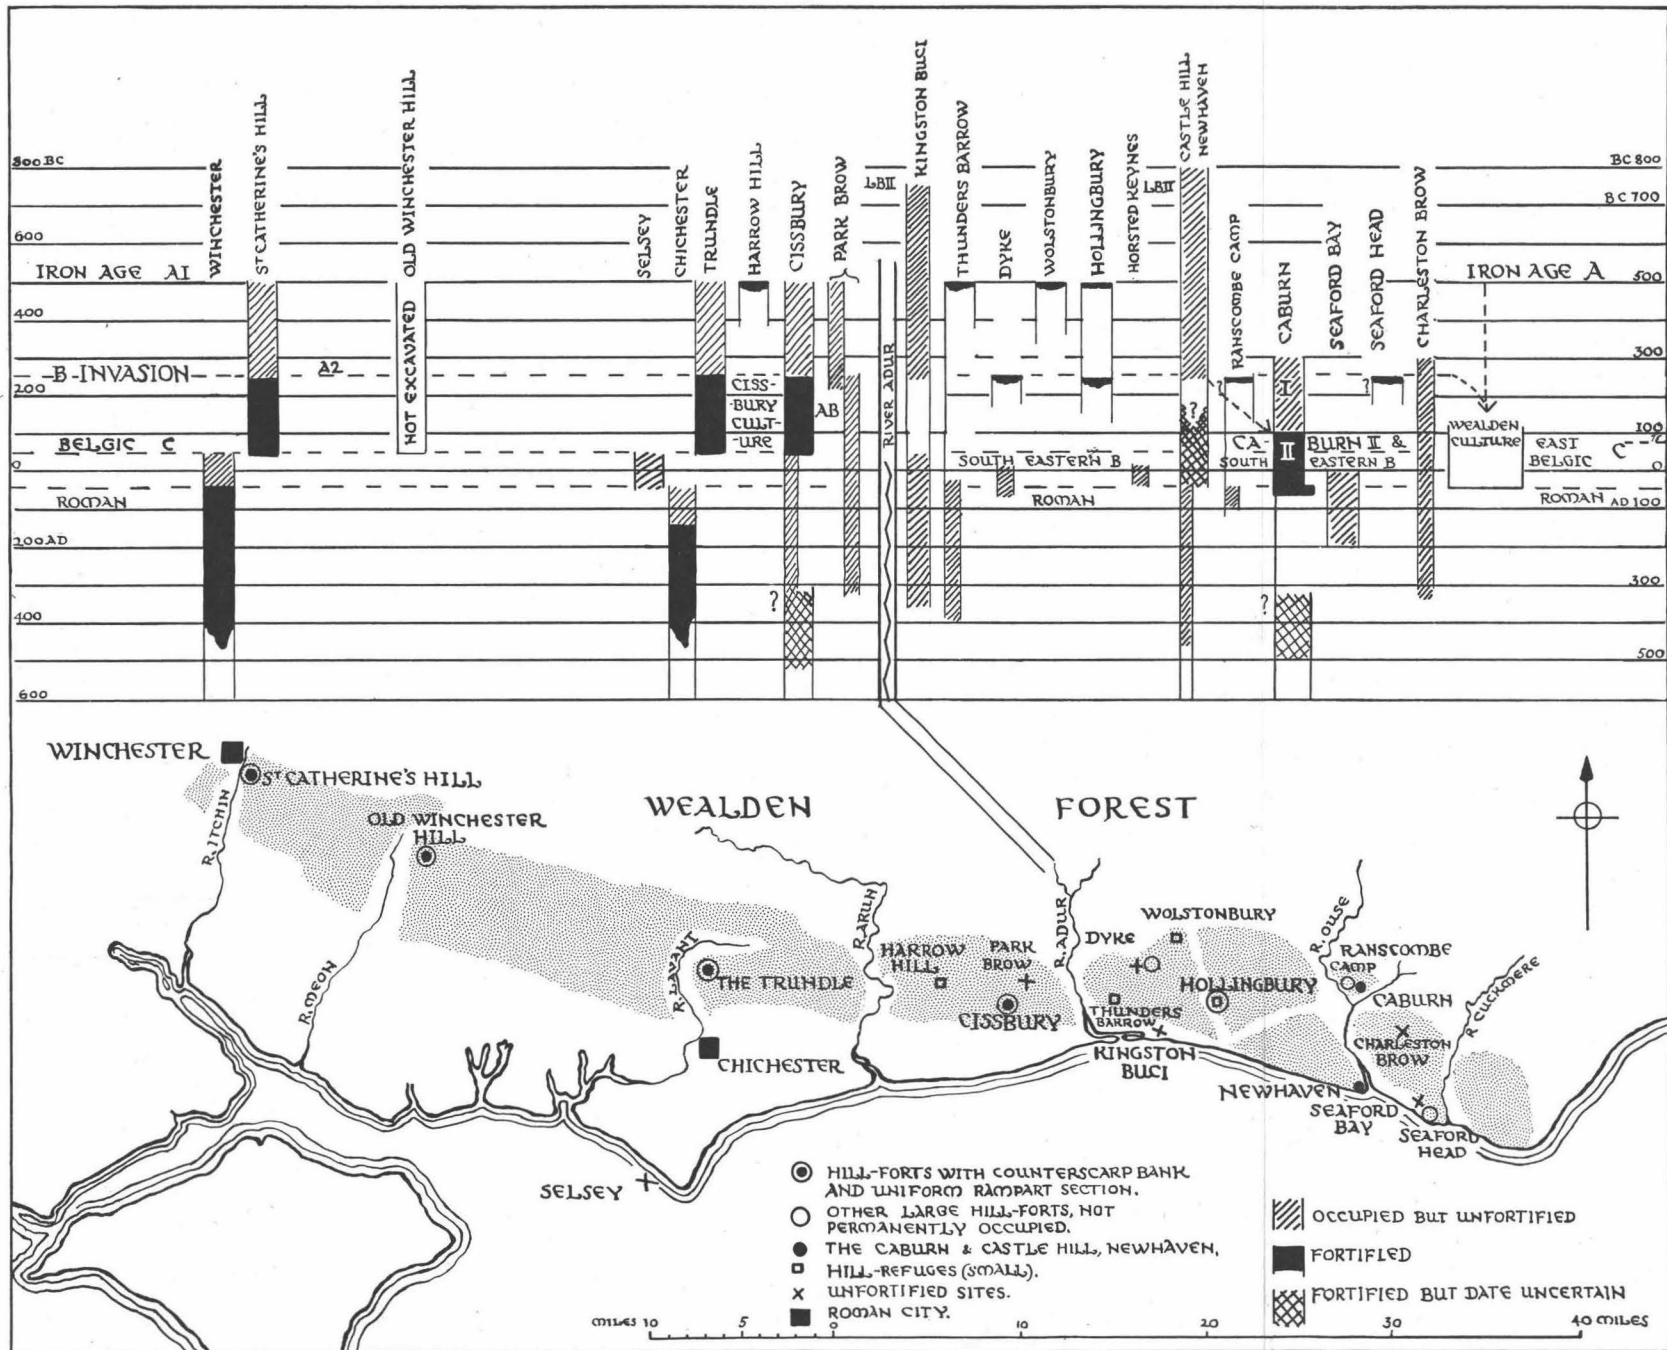 WINCHESTER
ST CATHERINE'S HILL
OLD WINCHESTER HILL
SELSEY
CHICHESTER
TRUNDLE
HARROW HILL
CISSBURY
PARK BROW
LBII
KINGSTON BUCI
THUNDERS BARROW
DYKE
WOLSTONBURY
HOLLINGBURY
HORSTED KEYNES
LBII
CASTLE HILL
NEWHAVEN
RANSCOMBE CAMP
CABURN
SEAFORD BAY
SEAFORD HEAD
CHARLESTON BROW
800 BC
BC 800
BC 700
600
IRON AGE AI
IRON AGE A
500
400
300
B-INVASION
A2
200
NOT EXCAVATED
CISS-
-BURY
CULT-
-URE
AB
RIVER ADUR
?
?
?
I
II
100
BELGIC C
CA-
BURN II &
SOUTH EASTERN B
SOUTH
EASTERN B
WEALDEN
CULTURE
EAST
BELGIC
C
0
0
ROMAN
ROMAN
ROMAN
AD 100
200 AD
300
?
?
400
500
600
WINCHESTER
ST CATHERINE'S HILL
R. ITCHIN
OLD WINCHESTER
HILL
R. MEON
WEALDEN
FOREST
R. LAVANT
THE TRUNDLE
CHICHESTER
R. ARUN
HARROW
HILL
PARK
BROW
CISSBURY
R. ADUR
DYKE
WOLSTONBURY
HOLLINGBURY
THUNDERS
BARROW
KINGSTON
BUCI
R. OUSE
RANSCOMBE
CAMP
CABURN
R. CUCKMERE
CHARLESTON
BROW
NEWHAVEN
SEAFORD
BAY
SEAFORD
HEAD
SELSEY
HILL-FORTS WITH COUNTERSCARP BANK
AND UNIFORM RAMPART SECTION.
OTHER LARGE HILL-FORTS, NOT
PERMANENTLY OCCUPIED.
THE CABURN & CASTLE HILL, NEWHAVEN,
HILL-REFUGES (SMALL).
UNFORTIFIED SITES.
ROMAN CITY.
OCCUPIED BUT UNFORTIFIED
FORTIFIED
FORTIFIED BUT DATE UNCERTAIN
MILES 10 5 0 10 20 30 40 MILES